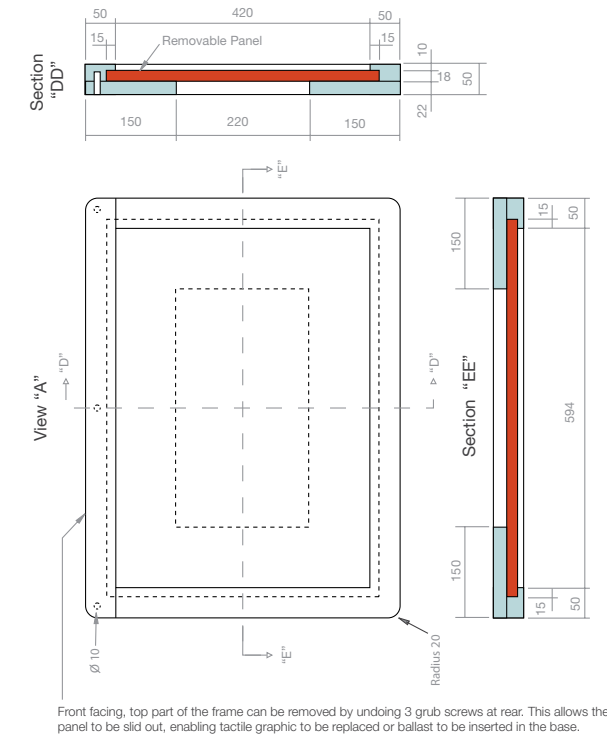 50 420 50
15 Removable Panel 15
Section
“DD”
10
18
50
22
150 220 150
“E”
15
50
150
“D”
“D”
View “A”
Section “EE”
594
150
15
50
Ø 10
“E”
Radius 20
Front facing, top part of the frame can be removed by undoing 3 grub screws at rear. This allows the
panel to be slid out, enabling tactile graphic to be replaced or ballast to be inserted in the base.